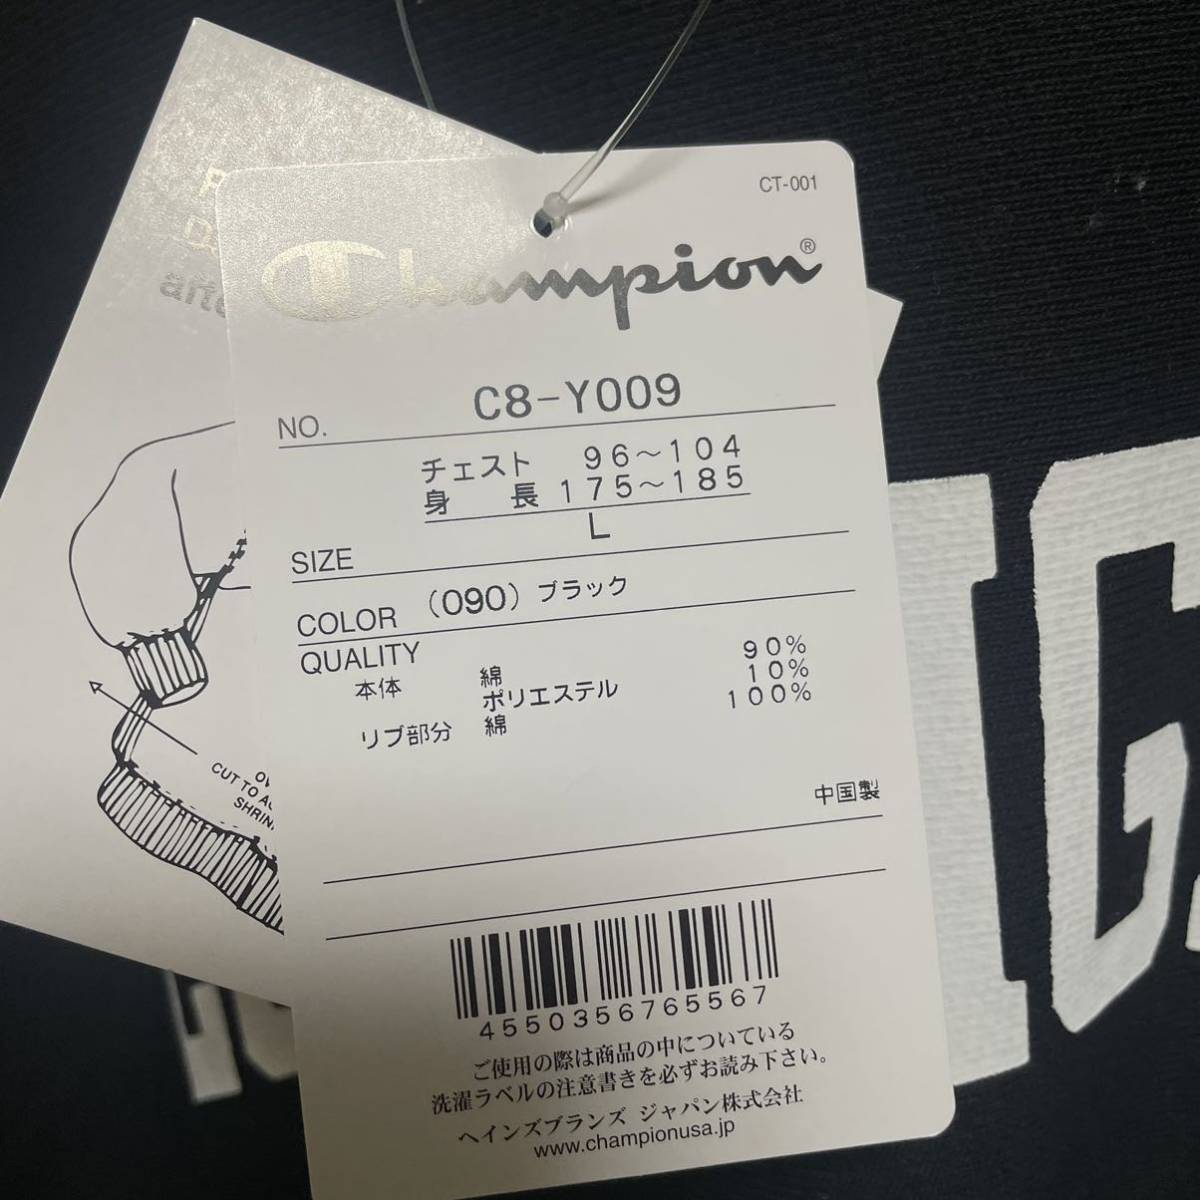 CT-001
Champion®
NO. C8-Y009
チェスト 96～104
身 長 175～185
SIZE L
COLOR (090) ブラック
QUALITY
本体 綿 90%
ポリエステル 10%
リブ部分 綿 100%
中国製
4550356765567
ご使用の際は商品の中についている
洗濯ラベルの注意書きを必ずお読み下さい。
ヘインズブランズ ジャパン株式会社
www.championusa.jp
CUT TO